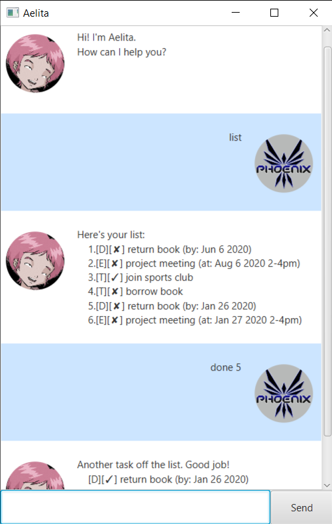 Aelita
Hi! I'm Aelita.
How can I help you?
list
PHOENIX
Here's your list:
1.[D][✘] return book (by: Jun 6 2020)
2.[E][✘] project meeting (at: Aug 6 2020 2-4pm)
3.[T][✓] join sports club
4.[T][✘] borrow book
5.[D][✘] return book (by: Jan 26 2020)
6.[E][✘] project meeting (at: Jan 27 2020 2-4pm)
done 5
PHOENIX
Another task off the list. Good job!
[D][✓] return book (by: Jan 26 2020)
Send